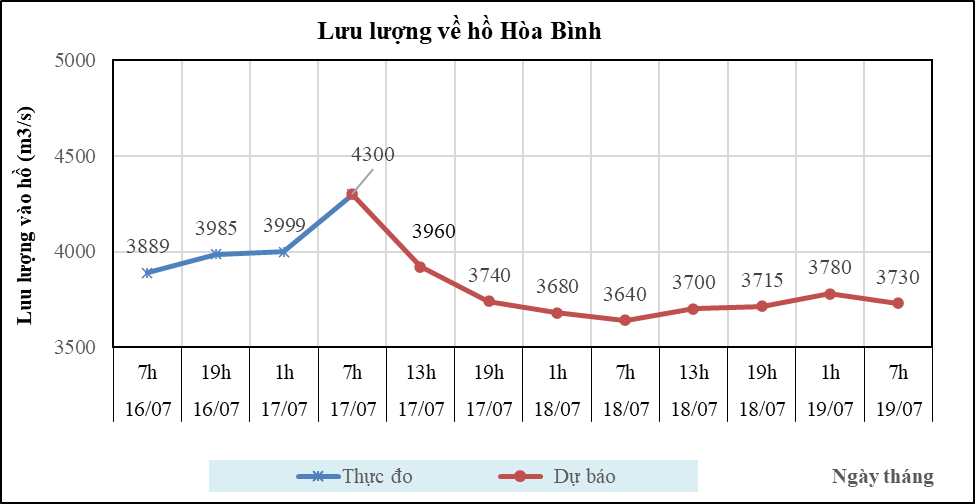 Lưu lượng về hồ Hòa Bình
Lưu lượng vào hồ (m3/s)
5000
4500
4000
3500
3889 3985 3999 4300 3960 3740 3680 3640 3700 3715 3780 3730
7h 19h 1h 7h 13h 19h 1h 7h 13h 19h 1h 7h
16/07 16/07 17/07 17/07 17/07 17/07 18/07 18/07 18/07 18/07 19/07 19/07
Thực đo Dự báo Ngày tháng